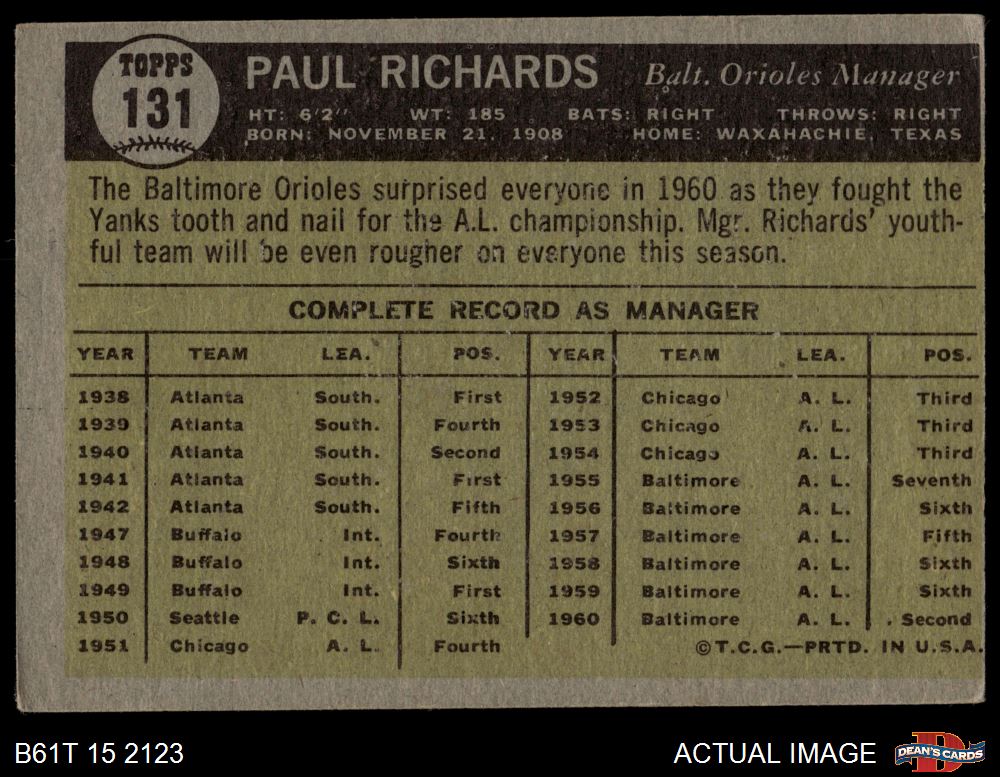 TOPPS
131
PAUL RICHARDS Balt. Orioles Manager
HT: 6'2" WT: 185 BATS: RIGHT THROWS: RIGHT
BORN: NOVEMBER 21, 1908 HOME: WAXAHACHIE, TEXAS
The Baltimore Orioles surprised everyone in 1960 as they fought the
Yanks tooth and nail for the A.L. championship. Mgr. Richards' youth-
ful team will be even rougher on everyone this season.
COMPLETE RECORD AS MANAGER
YEAR TEAM LEA. POS. YEAR TEAM LEA. POS.
1938 Atlanta South. First 1952 Chicago A. L. Third
1939 Atlanta South. Fourth 1953 Chicago A. L. Third
1940 Atlanta South. Second 1954 Chicago A. L. Third
1941 Atlanta South. First 1955 Baltimore A. L. Seventh
1942 Atlanta South. Fifth 1956 Baltimore A. L. Sixth
1947 Buffalo Int. Fourth 1957 Baltimore A. L. Fifth
1948 Buffalo Int. Sixth 1958 Baltimore A. L. Sixth
1949 Buffalo Int. First 1959 Baltimore A. L. Sixth
1950 Seattle P. C. L. Sixth 1960 Baltimore A. L. Second
1951 Chicago A. L. Fourth ©T.C.G.—PRTD. IN U.S.A.
B61T 15 2123 ACTUAL IMAGE D DEAN'S CARDS